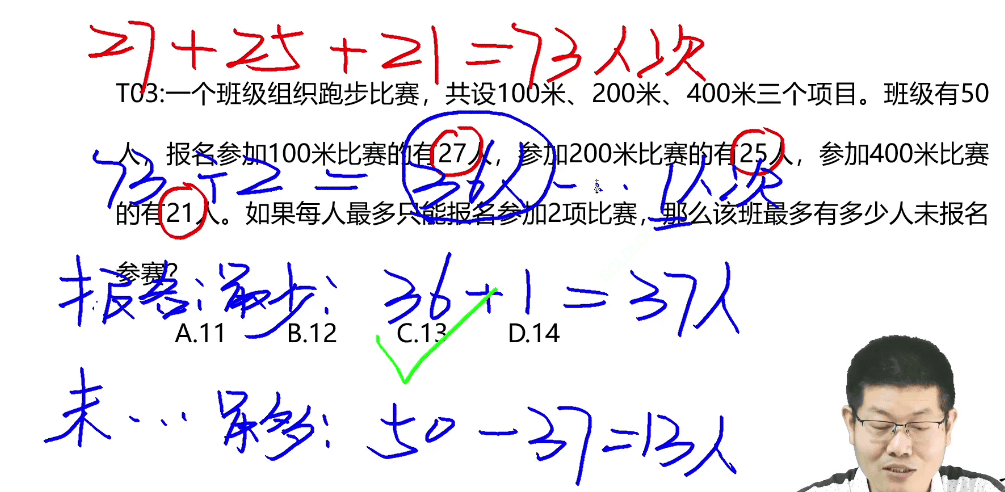 27+25+21=73人次
T03:一个班级组织跑步比赛，共设100米、200米、400米三个项目。班级有50
人，报名参加100米比赛的有27人，参加200米比赛的有25人，参加400米比赛
73÷2=36人……1人次
的有21人。如果每人最多只能报名参加2项比赛，那么该班最多有多少人未报名
参赛？
报名:最少: 36+1=37人
A.11 B.12 C.13 D.14
未…最多: 50-37=13人